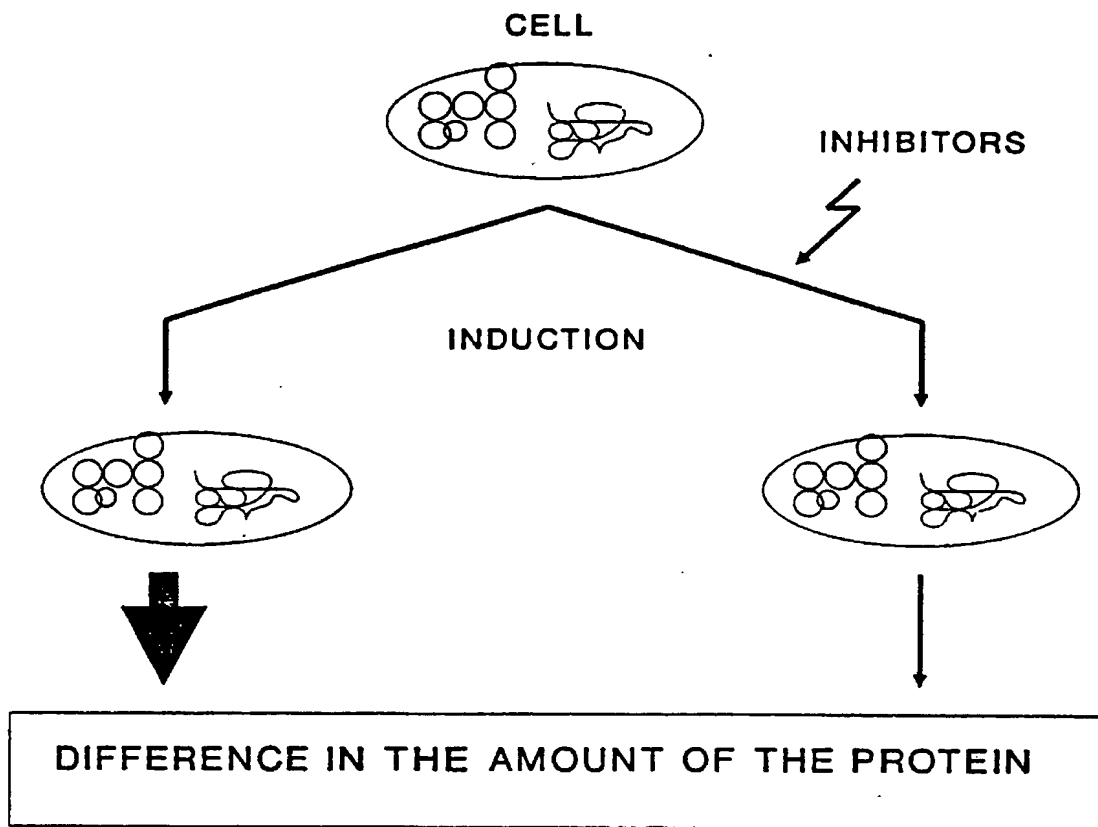 CELL
INHIBITORS
INDUCTION
DIFFERENCE IN THE AMOUNT OF THE PROTEIN